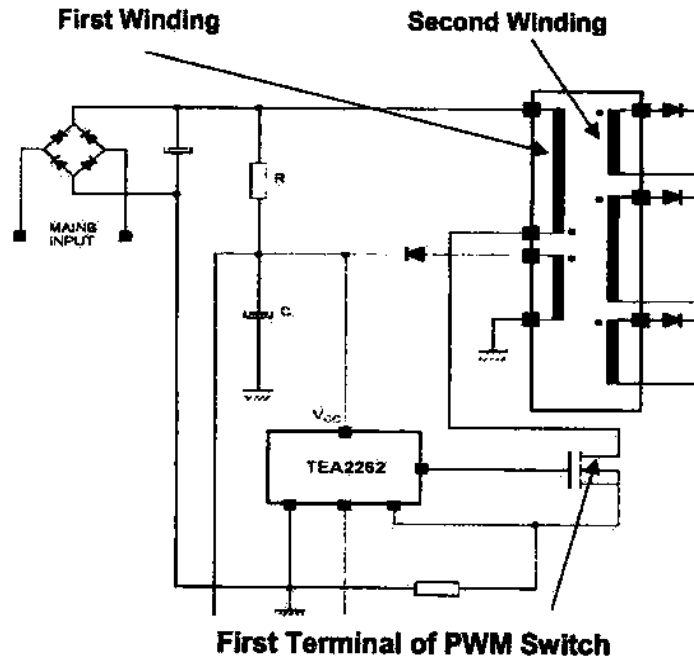 First Winding
Second Winding
R
MAINS
INPUT
C
VCC
TEA2262
First Terminal of PWM Switch